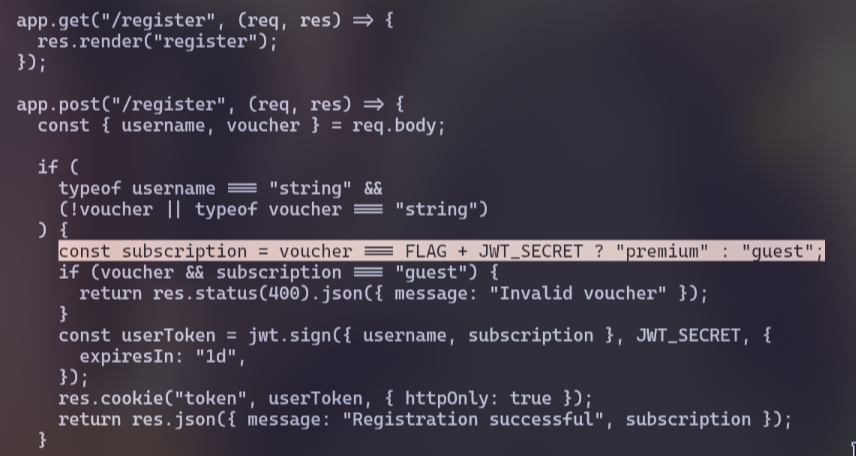 app.get("/register", (req, res) => {
  res.render("register");
});

app.post("/register", (req, res) => {
  const { username, voucher } = req.body;

  if (
    typeof username === "string" &&
    (!voucher || typeof voucher === "string")
  ) {
    const subscription = voucher === FLAG + JWT_SECRET ? "premium" : "guest";
    if (voucher && subscription === "guest") {
      return res.status(400).json({ message: "Invalid voucher" });
    }
    const userToken = jwt.sign({ username, subscription }, JWT_SECRET, {
      expiresIn: "1d",
    });
    res.cookie("token", userToken, { httpOnly: true });
    return res.json({ message: "Registration successful", subscription });
  }